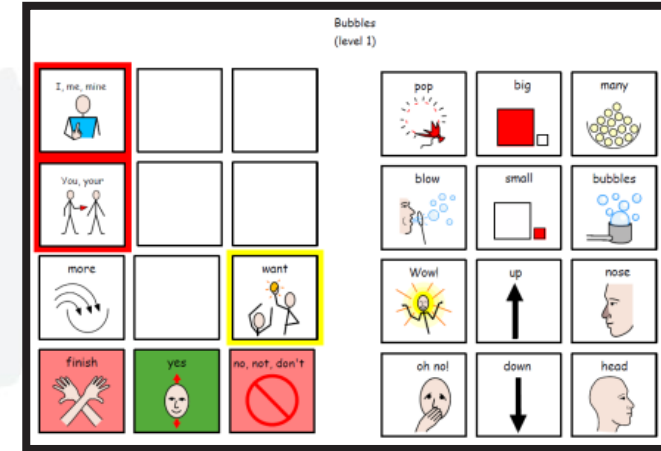 Bubbles
(level 1)
I, me, mine
You, your
more
want
finish
yes
no, not, don't
pop
big
many
blow
small
bubbles
Wow!
up
nose
oh no!
down
head